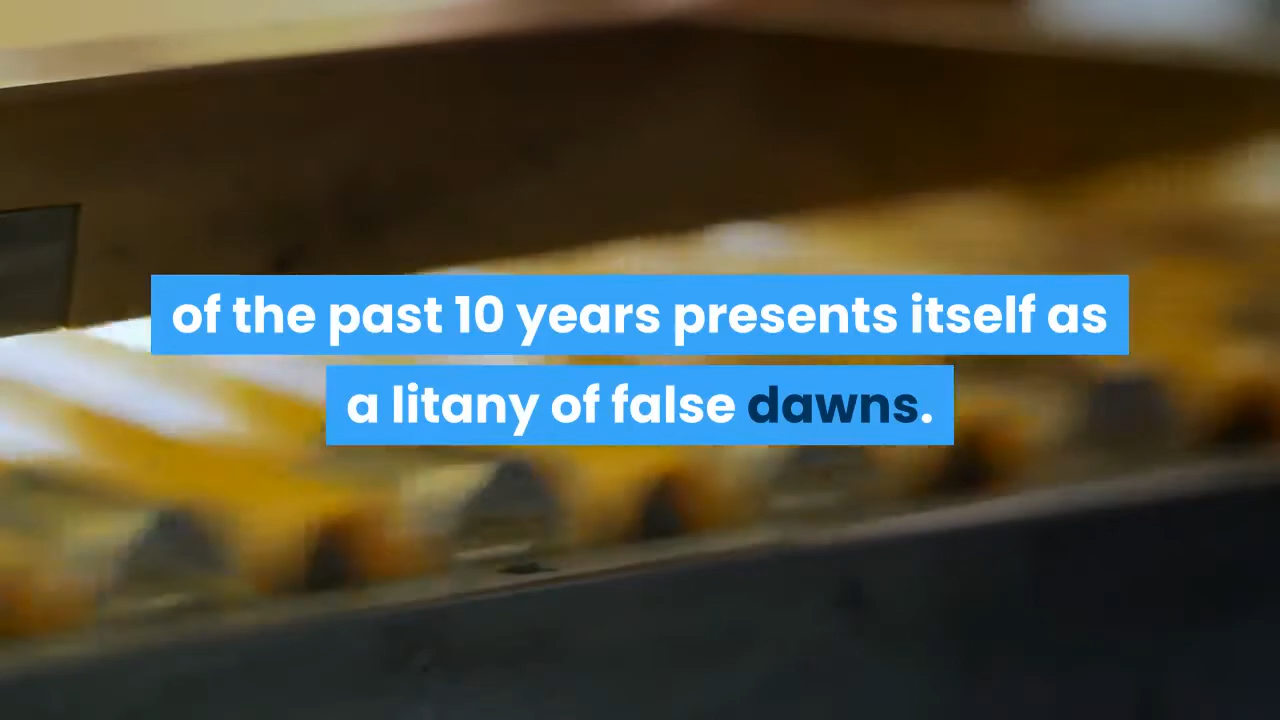 of the past 10 years presents itself as
a litany of false dawns.